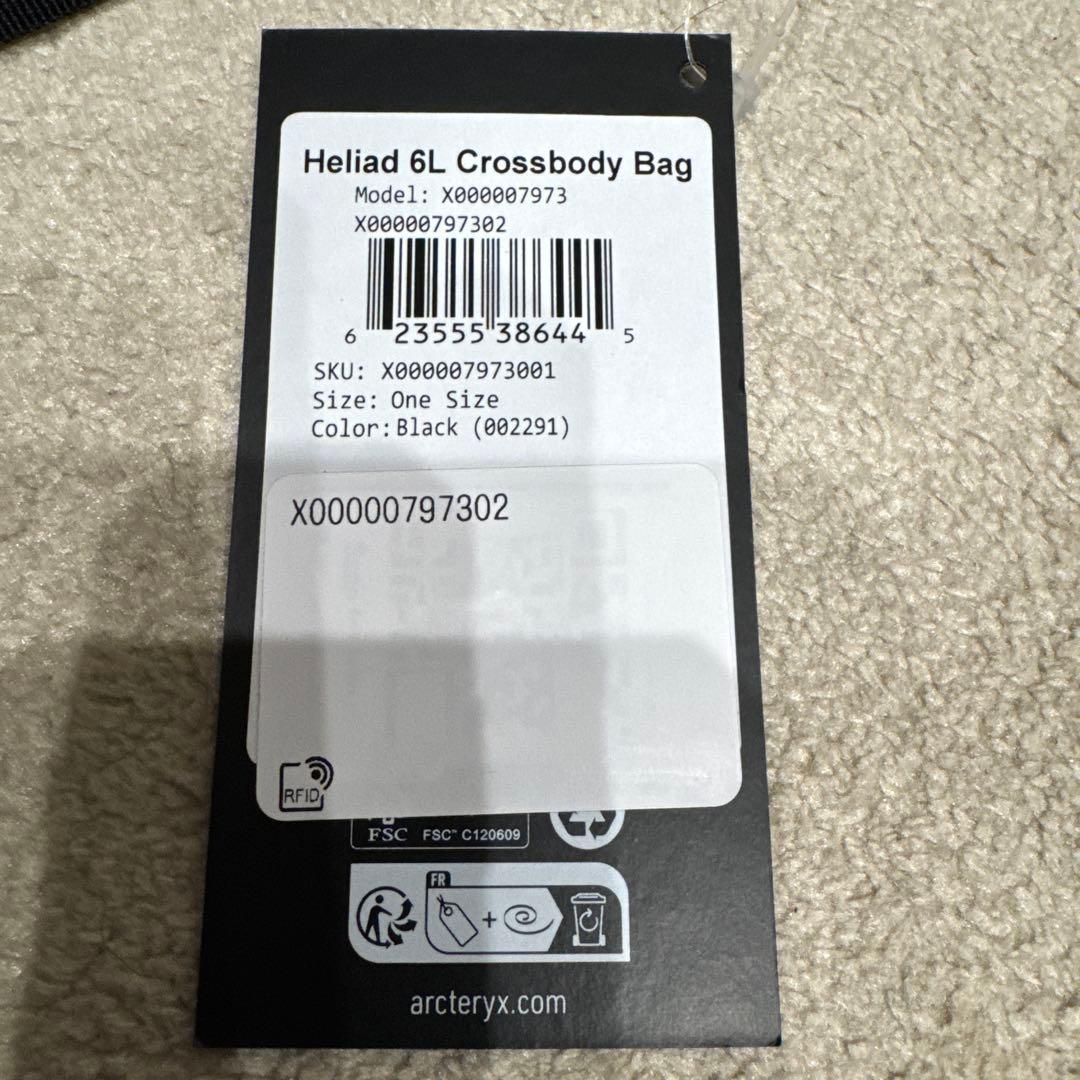 Heliad 6L Crossbody Bag
Model: X000007973
X00000797302
6 23555 38644 5
SKU: X000007973001
Size: One Size
Color: Black (002291)
X00000797302
RFID
FSC FSC™ C120609
FR
+
arcteryx.com